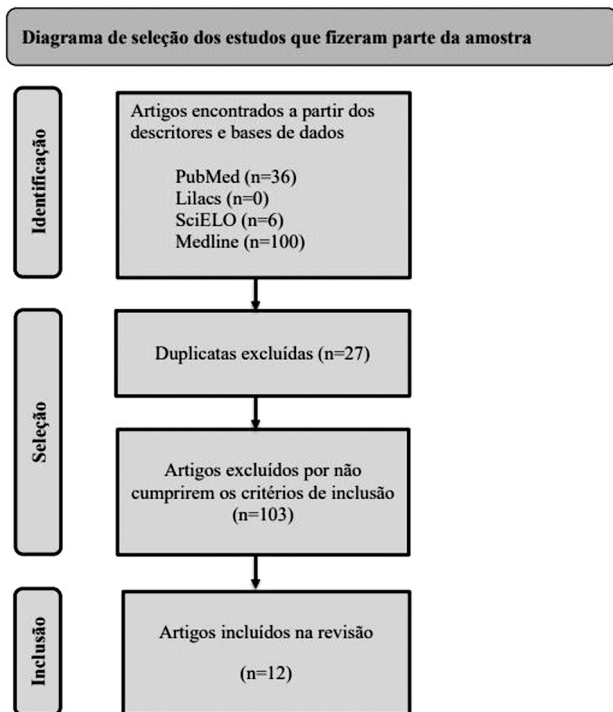 Diagrama de seleção dos estudos que fizeram parte da amostra
Identificação
Artigos encontrados a partir dos
descritores e bases de dados
PubMed (n=36)
Lilacs (n=0)
SciELO (n=6)
Medline (n=100)
Seleção
Duplicatas excluídas (n=27)
Artigos excluídos por não
cumprirem os critérios de inclusão
(n=103)
Inclusão
Artigos incluídos na revisão
(n=12)